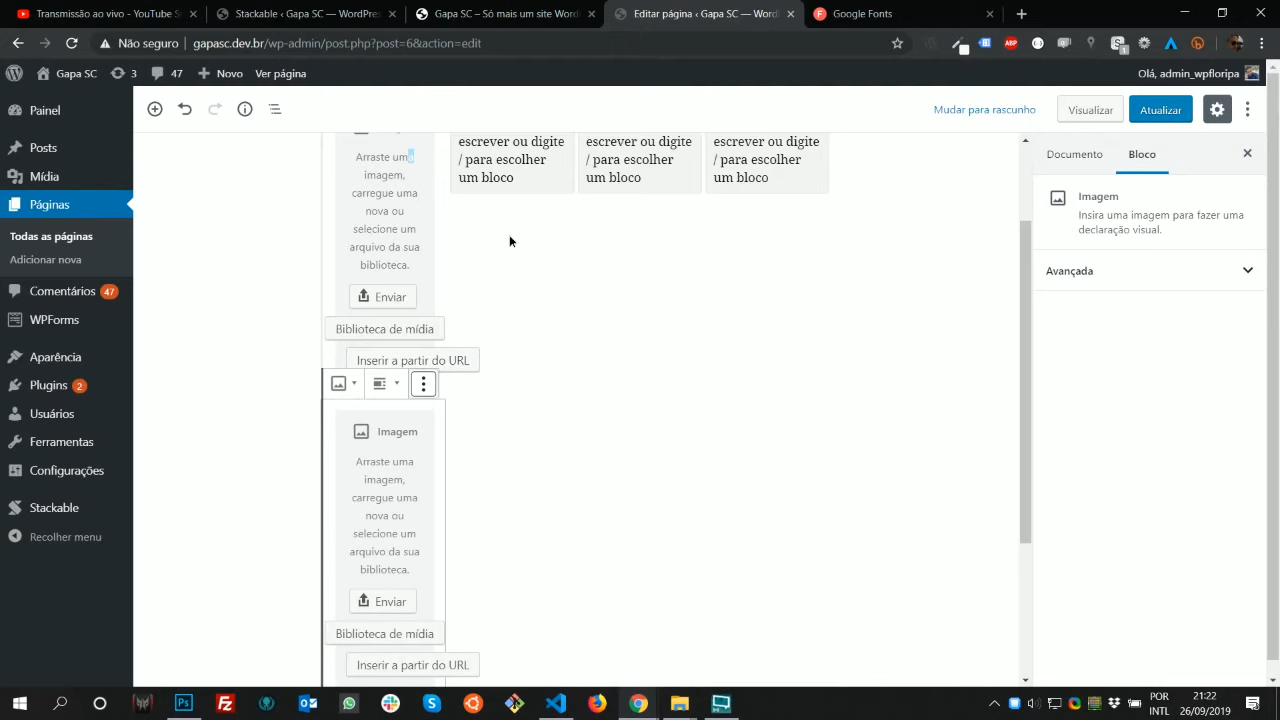 Transmissão ao vivo - YouTube S
Stackable ‹ Gapa SC — WordPres
Gapa SC – Só mais um site Word
Editar página ‹ Gapa SC — Word
Google Fonts
Não seguro
gapasc.dev.br/wp-admin/post.php?post=6&action=edit
ABP
1
Gapa SC
3
47
Novo
Ver página
Olá, admin_wpfloripa
Painel
Posts
Mídia
Páginas
Todas as páginas
Adicionar nova
Comentários 47
WPForms
Aparência
Plugins 2
Usuários
Ferramentas
Configurações
Stackable
Recolher menu
Mudar para rascunho
Visualizar
Atualizar
Arraste uma
imagem,
carregue uma
nova ou
selecione um
arquivo da sua
biblioteca.
Enviar
Biblioteca de mídia
Inserir a partir do URL
escrever ou digite
/ para escolher
um bloco
escrever ou digite
/ para escolher
um bloco
escrever ou digite
/ para escolher
um bloco
Imagem
Arraste uma
imagem,
carregue uma
nova ou
selecione um
arquivo da sua
biblioteca.
Enviar
Biblioteca de mídia
Inserir a partir do URL
Documento
Bloco
Imagem
Insira uma imagem para fazer uma
declaração visual.
Avançada
Ps
POR
INTL
21:22
26/09/2019